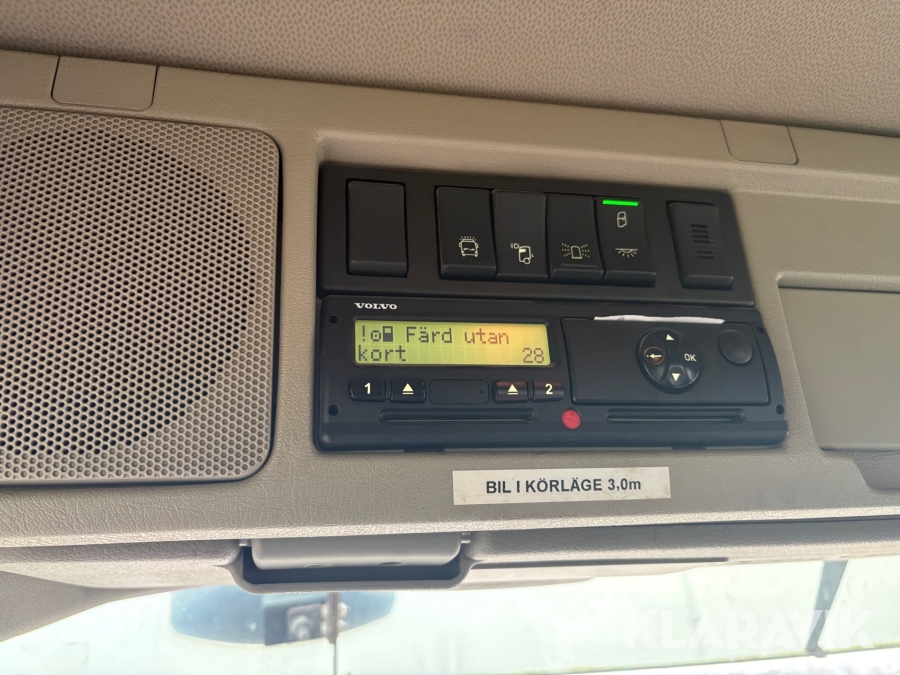 VOLVO
! Färd utan
kort 28
1 2
OK
BIL I KÖRLÄGE 3,0m
KLARAVIK